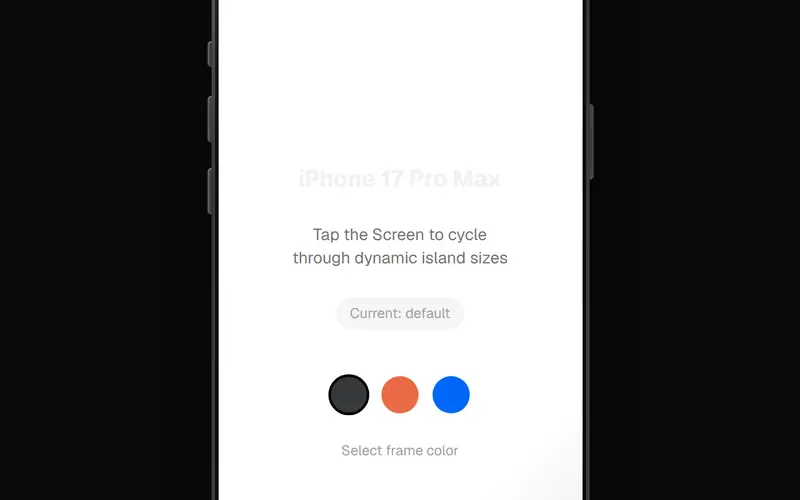 iPhone 17 Pro Max
Tap the Screen to cycle
through dynamic island sizes
Current: default
Select frame color